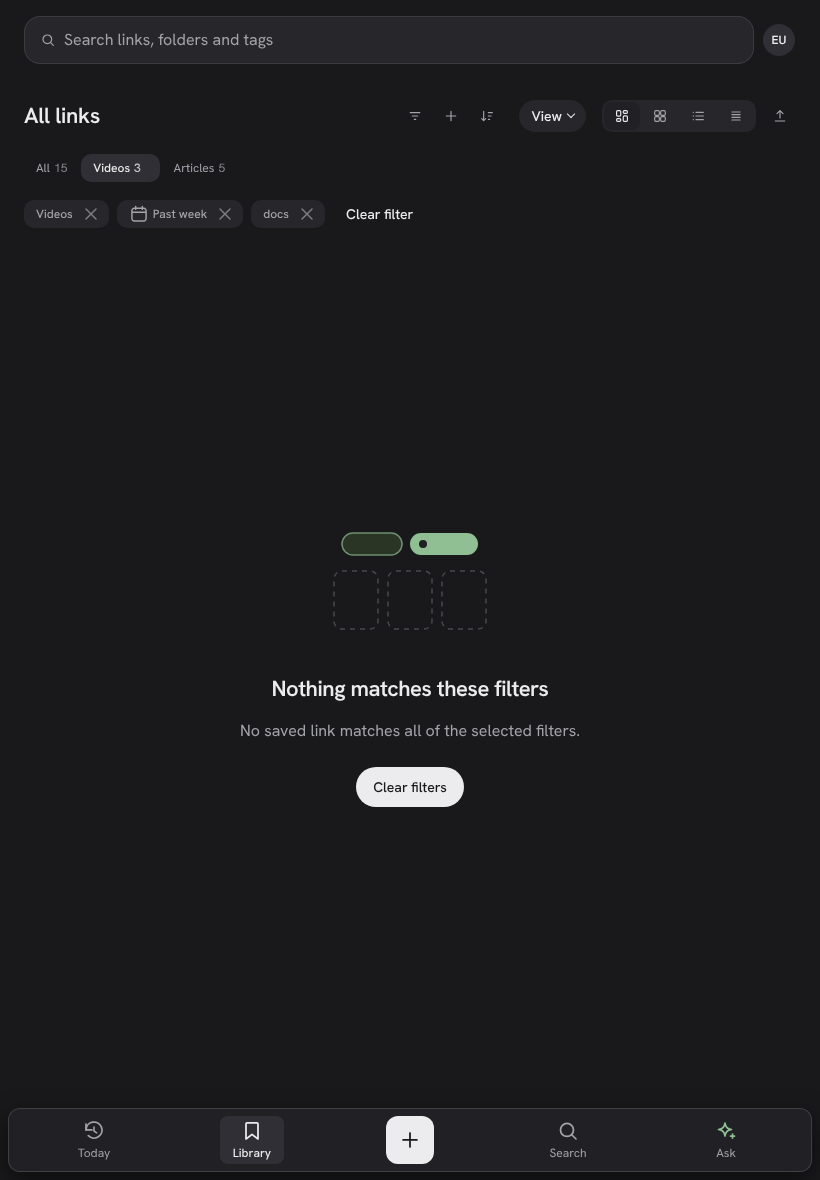 Search links, folders and tags
EU
All links
View
All 15
Videos 3
Articles 5
Videos
Past week
docs
Clear filter
Nothing matches these filters
No saved link matches all of the selected filters.
Clear filters
Today
Library
Search
Ask